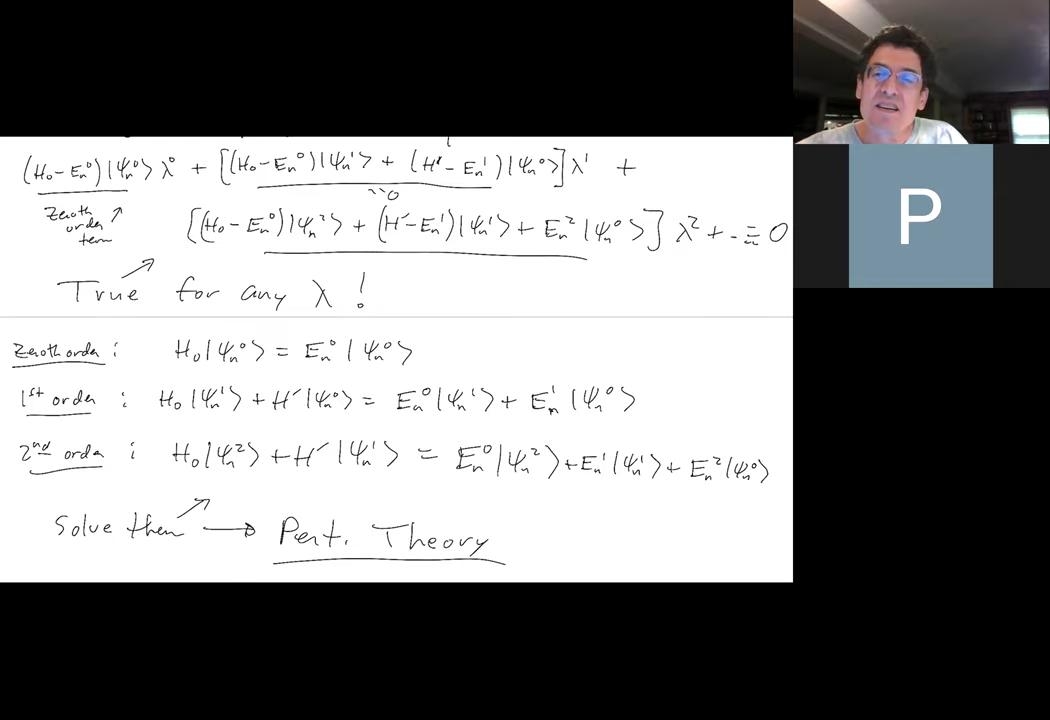 (H₀-Eₙ⁰)|ψₙ⁰⟩λ⁰ + [(H₀-Eₙ⁰)|ψₙ¹⟩ + (H'-Eₙ¹)|ψₙ⁰⟩]λ¹ +
"0
Zeroth
order
term
[(H₀-Eₙ⁰)|ψₙ²⟩ + (H'-Eₙ¹)|ψₙ¹⟩ + Eₙ²|ψₙ⁰⟩]λ² + .. = 0
True for any λ !
Zeroth order : H₀|ψₙ⁰⟩ = Eₙ⁰|ψₙ⁰⟩
1st order : H₀|ψₙ¹⟩ + H'|ψₙ⁰⟩ = Eₙ⁰|ψₙ¹⟩ + Eₙ¹|ψₙ⁰⟩
2nd order : H₀|ψₙ²⟩ + H'|ψₙ¹⟩ = Eₙ⁰|ψₙ²⟩ + Eₙ¹|ψₙ¹⟩ + Eₙ²|ψₙ⁰⟩
Solve them → Pert. Theory
P